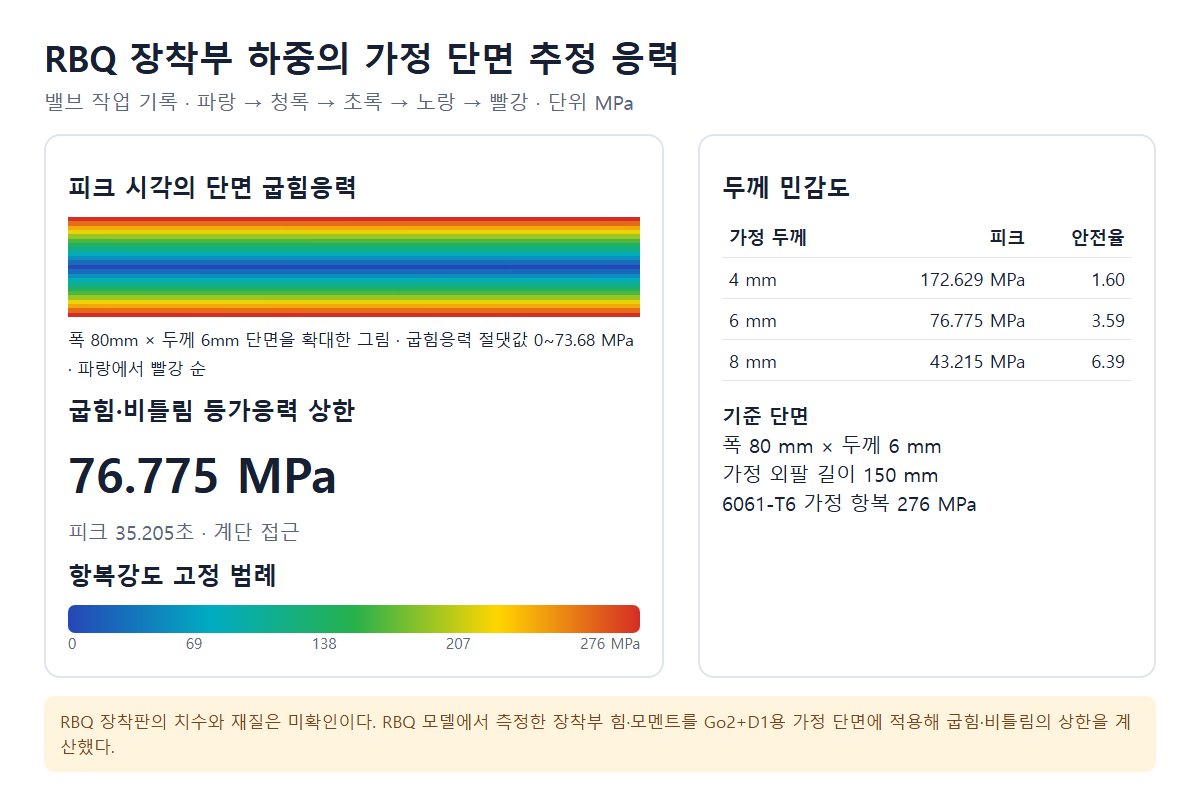 RBQ 장착부 하중의 가정 단면 추정 응력
밸브 작업 기록 · 파랑 → 청록 → 초록 → 노랑 → 빨강 · 단위 MPa
피크 시각의 단면 굽힘응력
폭 80mm × 두께 6mm 단면을 확대한 그림 · 굽힘응력 절댓값 0~73.68 MPa
· 파랑에서 빨강 순
굽힘·비틀림 등가응력 상한
76.775 MPa
피크 35.205초 · 계단 접근
항복강도 고정 범례
0 69 138 207 276 MPa
두께 민감도
가정 두께 피크 안전율
4 mm 172.629 MPa 1.60
6 mm 76.775 MPa 3.59
8 mm 43.215 MPa 6.39
기준 단면
폭 80 mm × 두께 6 mm
가정 외팔 길이 150 mm
6061-T6 가정 항복 276 MPa
RBQ 장착판의 치수와 재질은 미확인이다. RBQ 모델에서 측정한 장착부 힘·모멘트를 Go2+D1용 가정 단면에 적용해 굽힘·비틀림의 상한을 계
산했다.